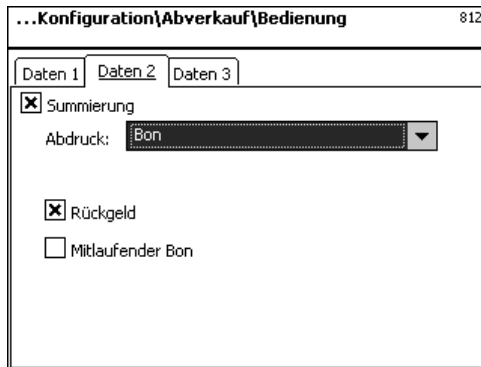 ...Konfiguration\Abverkauf\Bedienung 812
Daten 1 Daten 2 Daten 3
Summierung
Abdruck: Bon
Rückgeld
Mitlaufender Bon